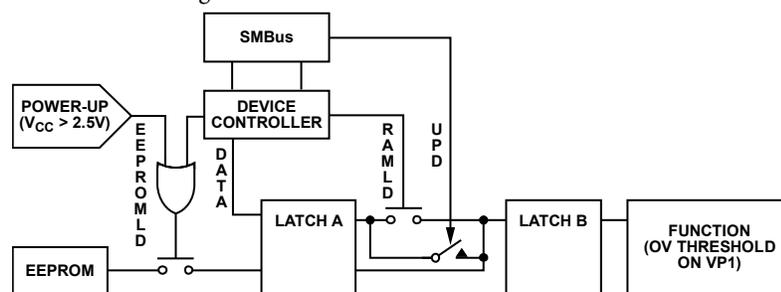 SMBus
POWER-UP
(VCC > 2.5V)
DEVICE
CONTROLLER
EEPROMLD
DATA
RAMLD
UPD
LATCH A
LATCH B
FUNCTION
(OV THRESHOLD
ON VP1)
EEPROM